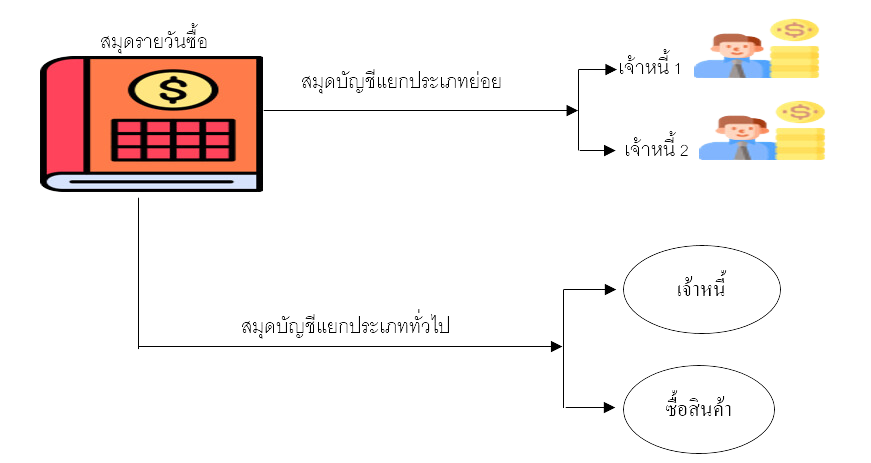 สมุดรายวันซื้อ
สมุดบัญชีแยกประเภทย่อย
เจ้าหนี้ 1
เจ้าหนี้ 2
สมุดบัญชีแยกประเภททั่วไป
เจ้าหนี้
ซื้อสินค้า